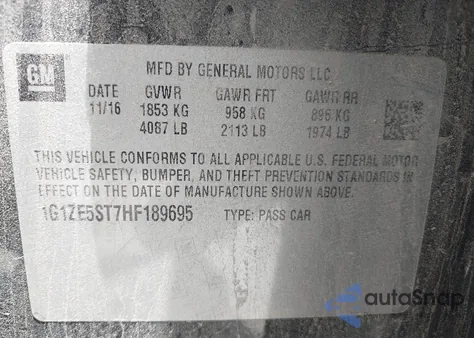 GM
MFD BY GENERAL MOTORS LLC
DATE GVWR GAWR FRT GAWR RR
11/16 1853 KG 958 KG 895 KG
4087 LB 2113 LB 1974 LB
THIS VEHICLE CONFORMS TO ALL APPLICABLE U.S. FEDERAL MOTOR
VEHICLE SAFETY, BUMPER, AND THEFT PREVENTION STANDARDS IN
EFFECT ON THE DATE OF MANUFACTURE SHOWN ABOVE.
1G1ZE5ST7HF189695 TYPE: PASS CAR
autoSnap